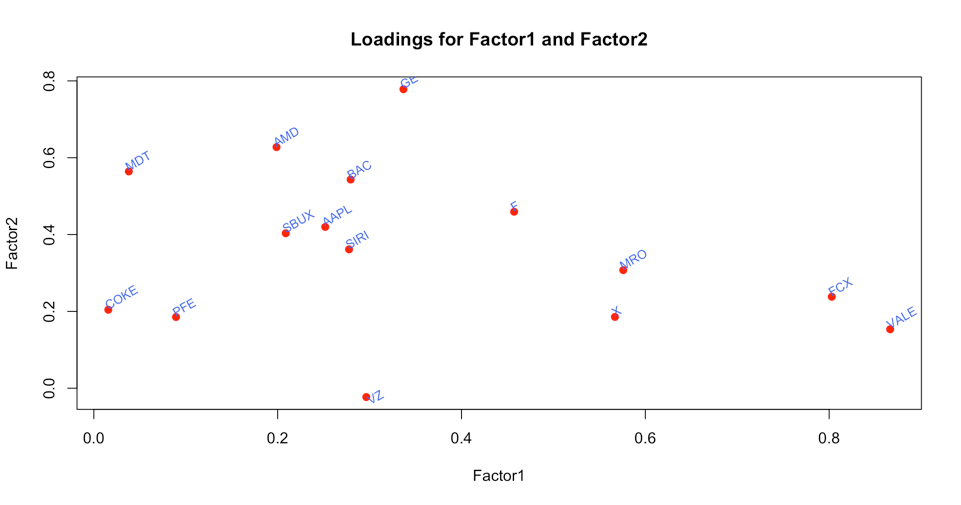 Loadings for Factor1 and Factor2
Factor2
0.8
0.6
0.4
0.2
0.0
GE
AMD
MDT
BAC
SBUX
AAPL
F
SIRI
MRO
COKE
PFE
X
FCX
VALE
VZ
0.0 0.2 0.4 0.6 0.8
Factor1